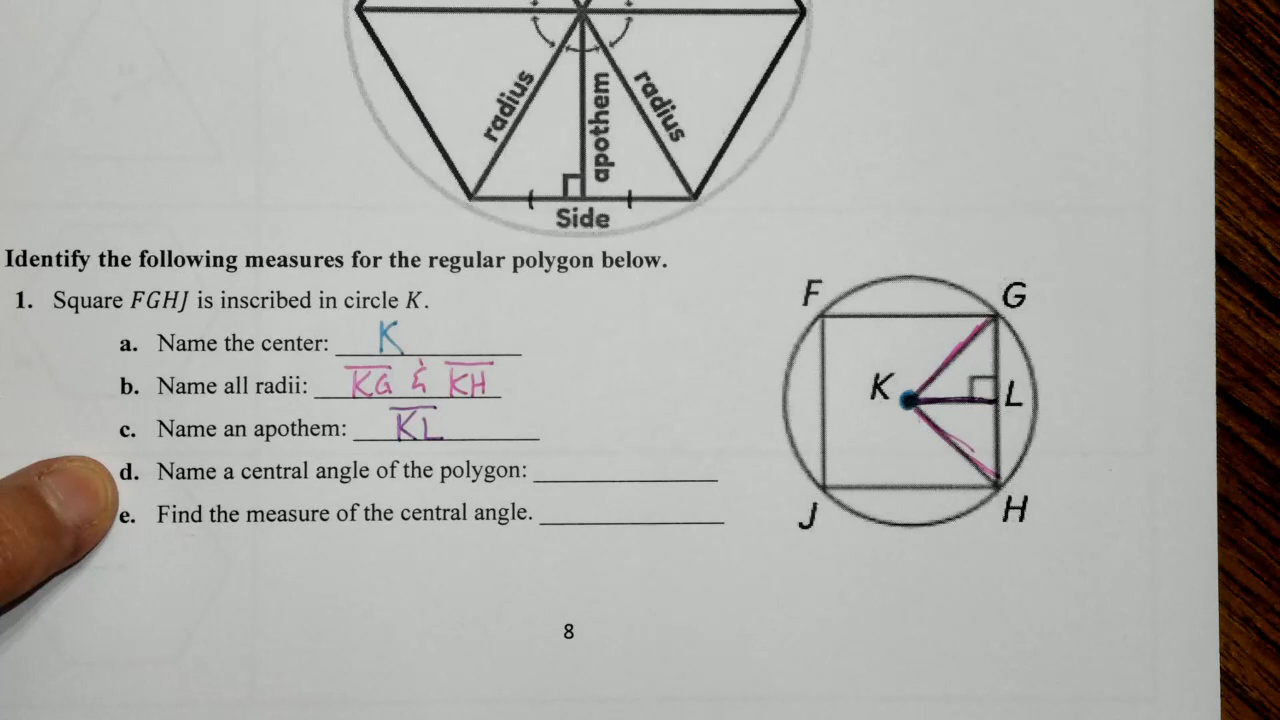 radius
apothem
radius
Side
Identify the following measures for the regular polygon below.
1. Square FGHJ is inscribed in circle K.
a. Name the center: K
b. Name all radii: KG & KH
c. Name an apothem: KL
d. Name a central angle of the polygon:
e. Find the measure of the central angle.
F
G
K
L
J
H
8